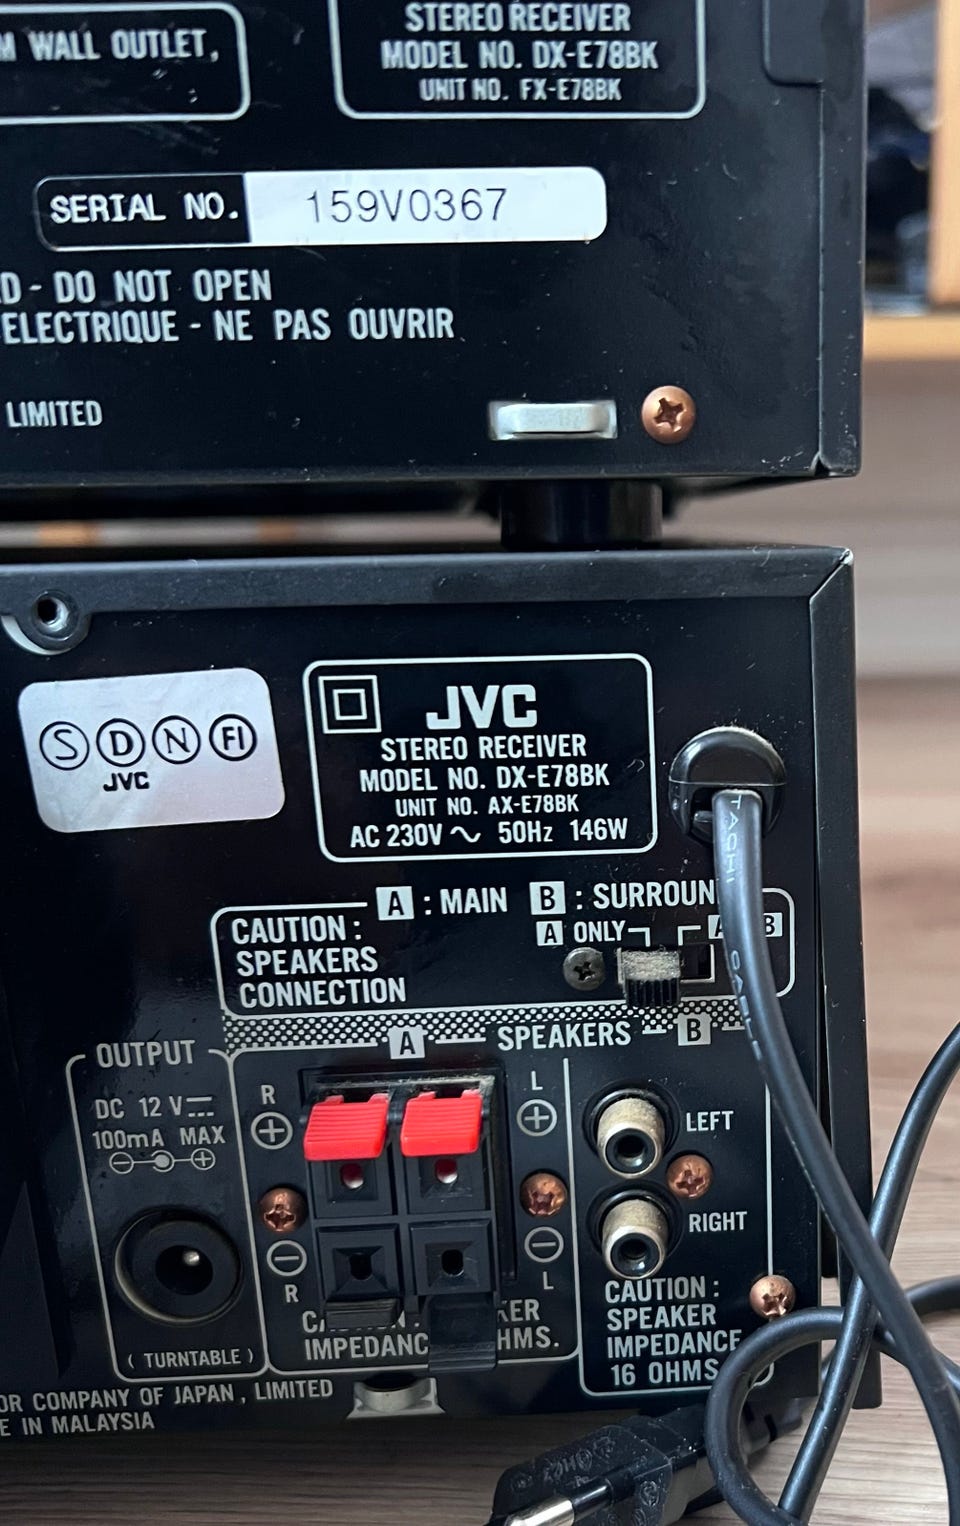 WALL OUTLET,
STEREO RECEIVER
MODEL NO. DX-E78BK
UNIT NO. FX-E78BK
SERIAL NO. 159V0367
D - DO NOT OPEN
ELECTRIQUE - NE PAS OUVRIR
LIMITED
S D N FI
JVC
JVC
STEREO RECEIVER
MODEL NO. DX-E78BK
UNIT NO. AX-E78BK
AC 230V ∼ 50Hz 146W
A : MAIN B : SURROUN
CAUTION :
SPEAKERS
CONNECTION
A ONLY
A B
SPEAKERS
A B
OUTPUT
DC 12 V
100mA MAX
(TURNTABLE)
R L
+ +
- -
R L
IMPEDANC HMS.
LEFT
RIGHT
CAUTION :
SPEAKER
IMPEDANCE
16 OHMS
OR COMPANY OF JAPAN, LIMITED
E IN MALAYSIA
TACHI
CABLE